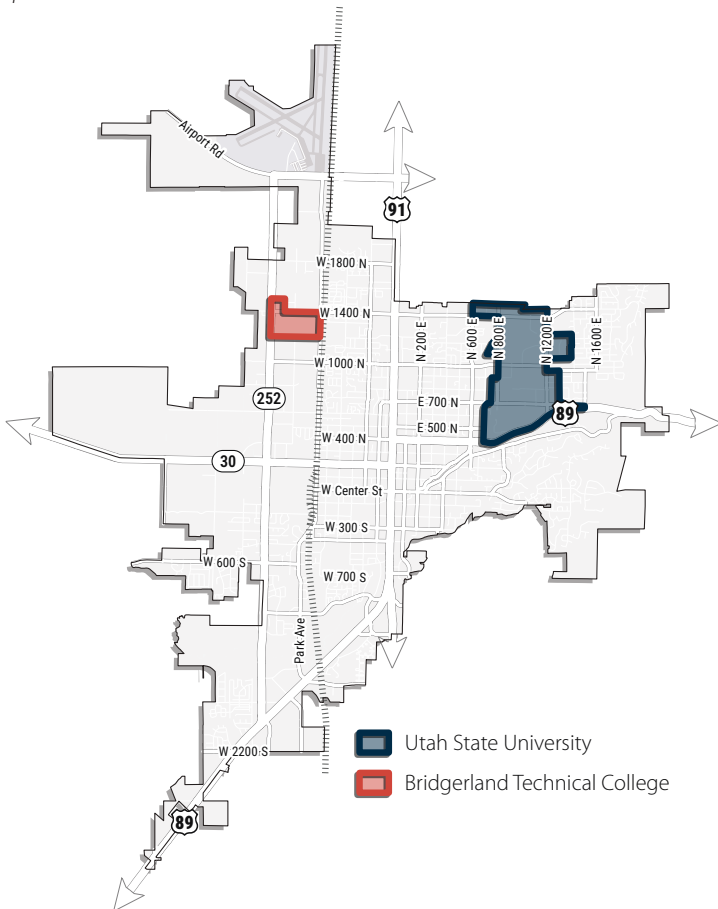 Airport Rd
91
W 1800 N
W 1400 N
N 200 E
N 600 E
N 800 E
N 1200 E
N 1600 E
W 1000 N
252
E 700 N
89
E 500 N
W 400 N
30
W Center St
W 300 S
W 600 S
W 700 S
Park Ave
Utah State University
W 2200 S
Bridgerland Technical College
89